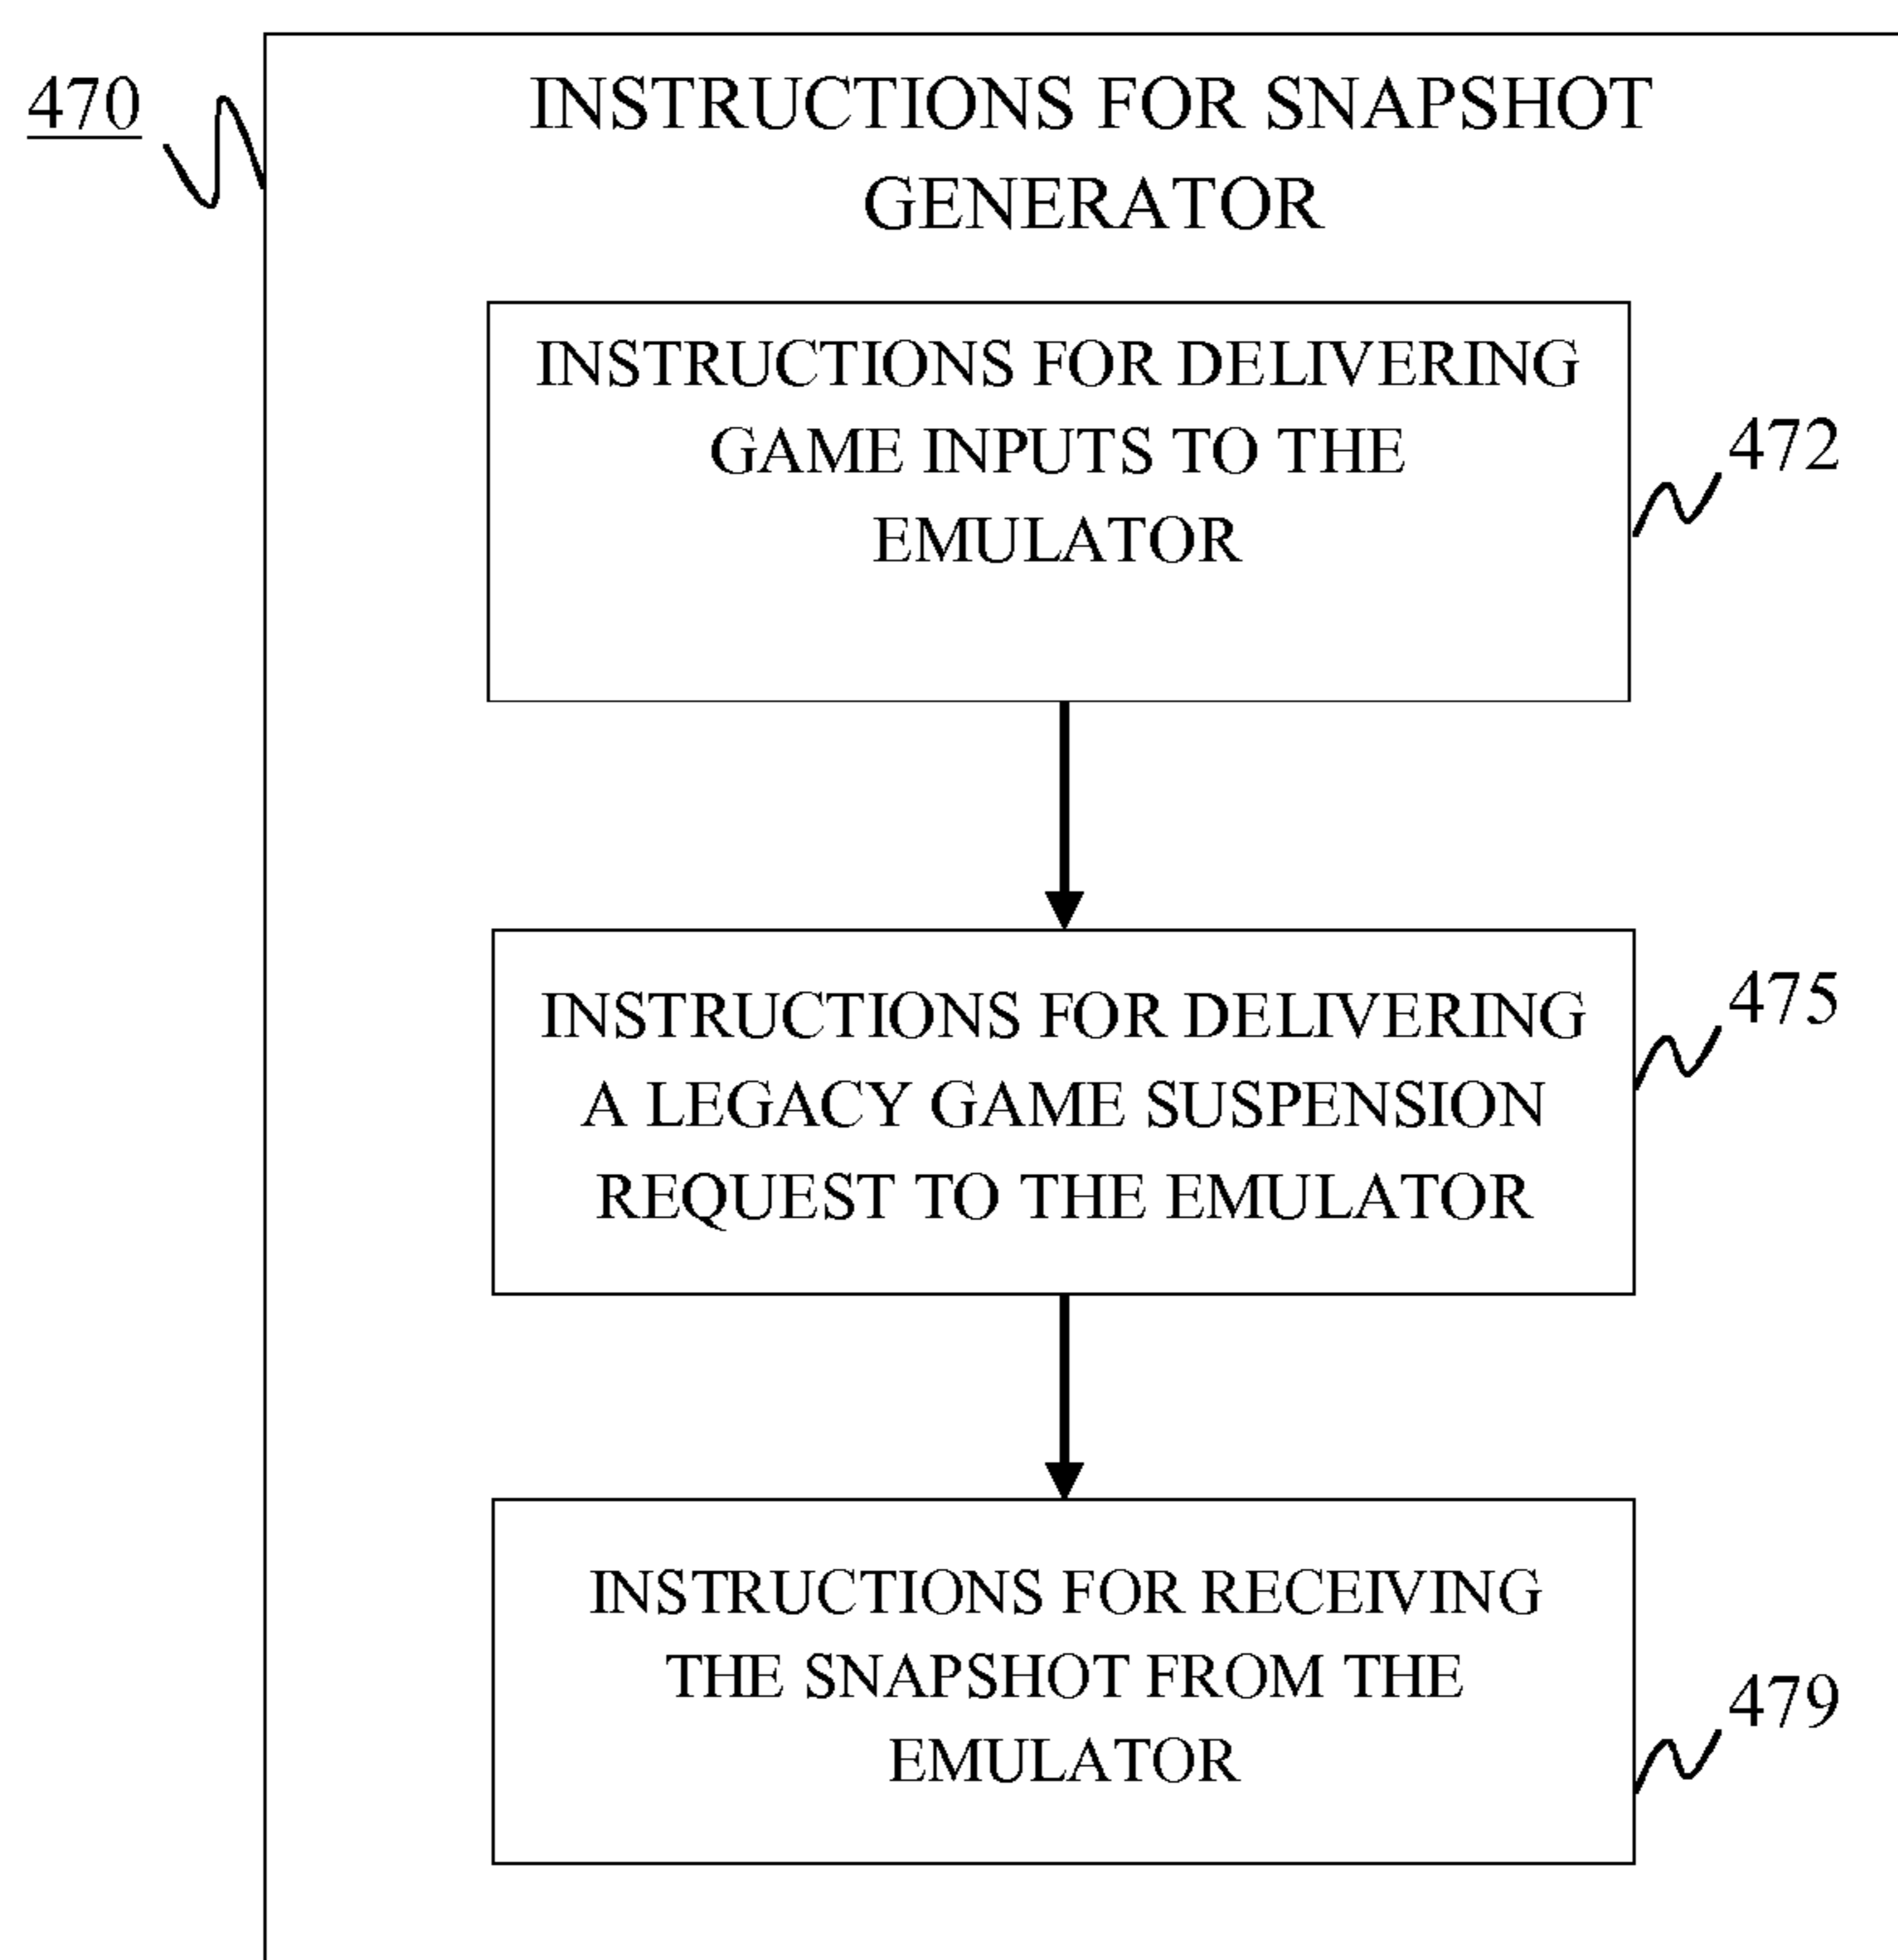 470
INSTRUCTIONS FOR SNAPSHOT
GENERATOR
INSTRUCTIONS FOR DELIVERING
GAME INPUTS TO THE
EMULATOR
472
INSTRUCTIONS FOR DELIVERING
A LEGACY GAME SUSPENSION
REQUEST TO THE EMULATOR
475
INSTRUCTIONS FOR RECEIVING
THE SNAPSHOT FROM THE
EMULATOR
479